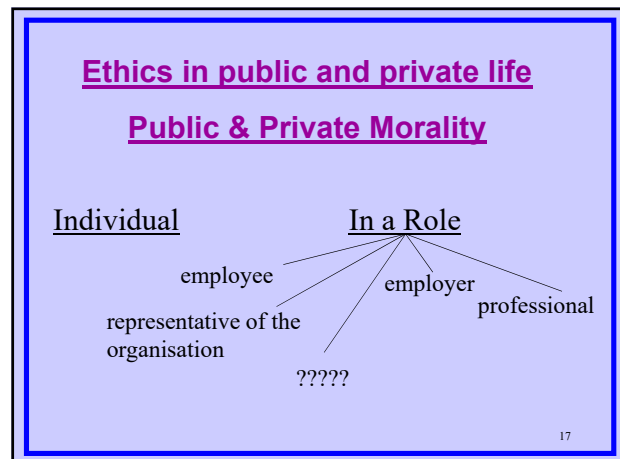 Ethics in public and private life
Public & Private Morality
Individual
In a Role
employee
employer
professional
representative of the
organisation
?????
17